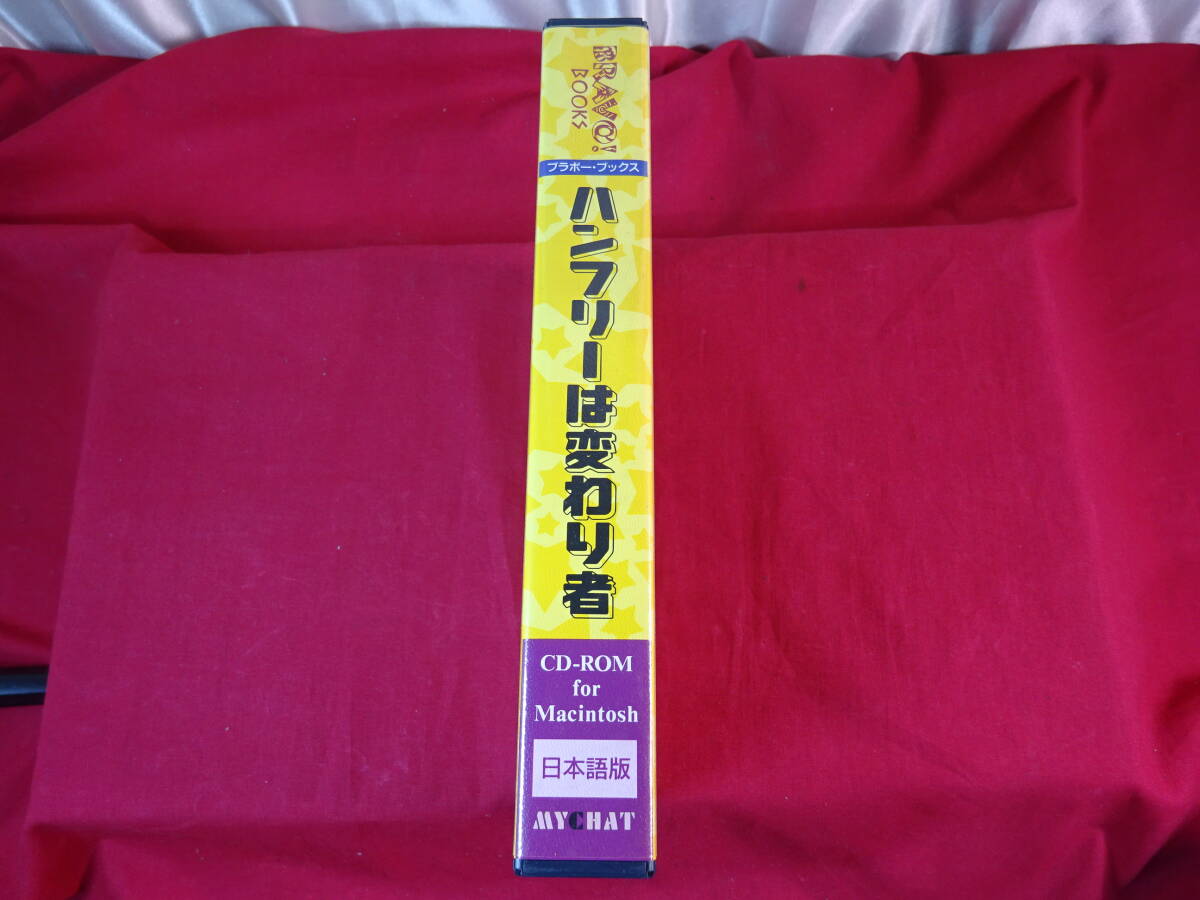 BRAVO!
BOOKS
ブラボー・ブックス
ハンフリーは変わり者
CD-ROM
for
Macintosh
日本語版
MYCHAT